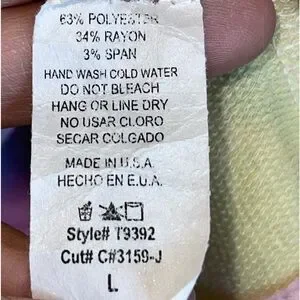 63% POLYESTER
34% RAYON
3% SPAN
HAND WASH COLD WATER
DO NOT BLEACH
HANG OR LINE DRY
NO USAR CLORO
SECAR COLGADO
MADE IN U.S.A.
HECHO EN E.U.A.
Style# T9392
Cut# C#3159-J
L